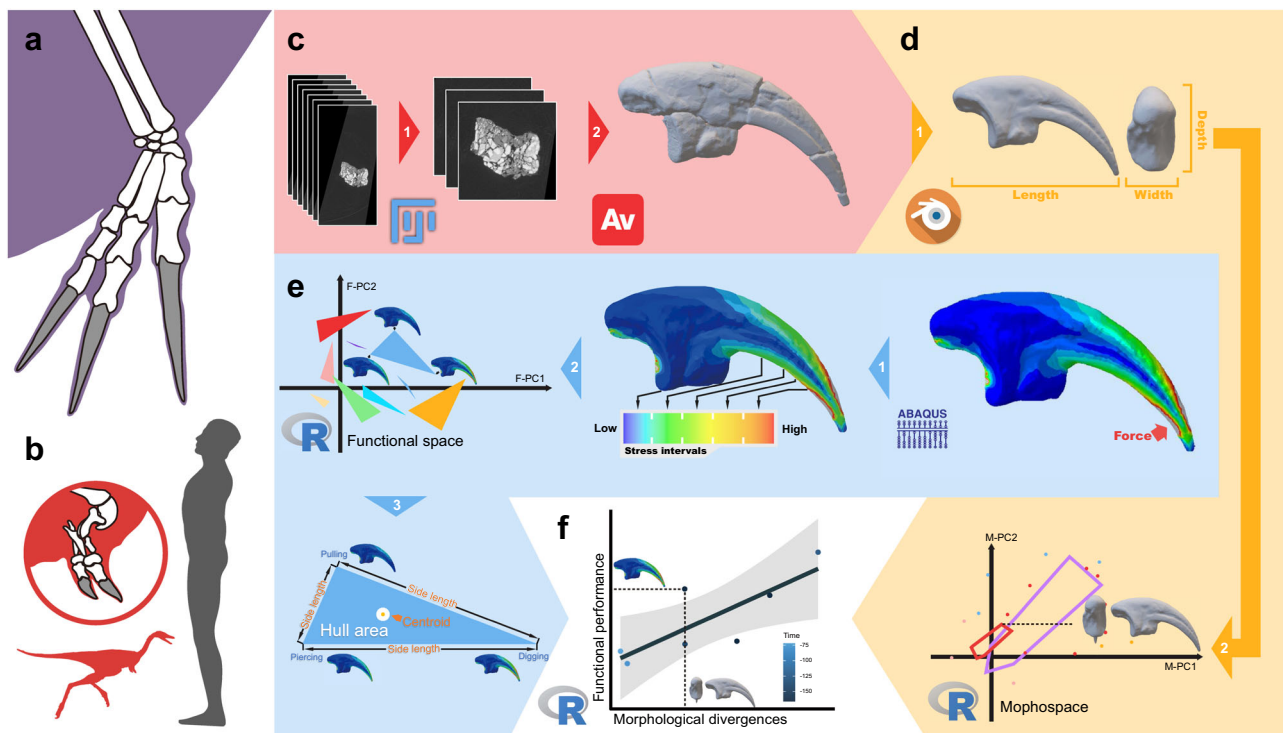 a
c
d
1
2
1
Av
Depth
Length
Width
b
e
F-PC2
F-PC1
R
Functional space
2
Low
High
Stress intervals
1
ABAQUS
Force
3
Pulling
Side length
Side length
Hull area
Centroid
Piercing
Side length
Digging
f
Functional performance
Time
-75
-100
-125
-150
R
Morphological divergences
M-PC2
M-PC1
2
R
Mophospace